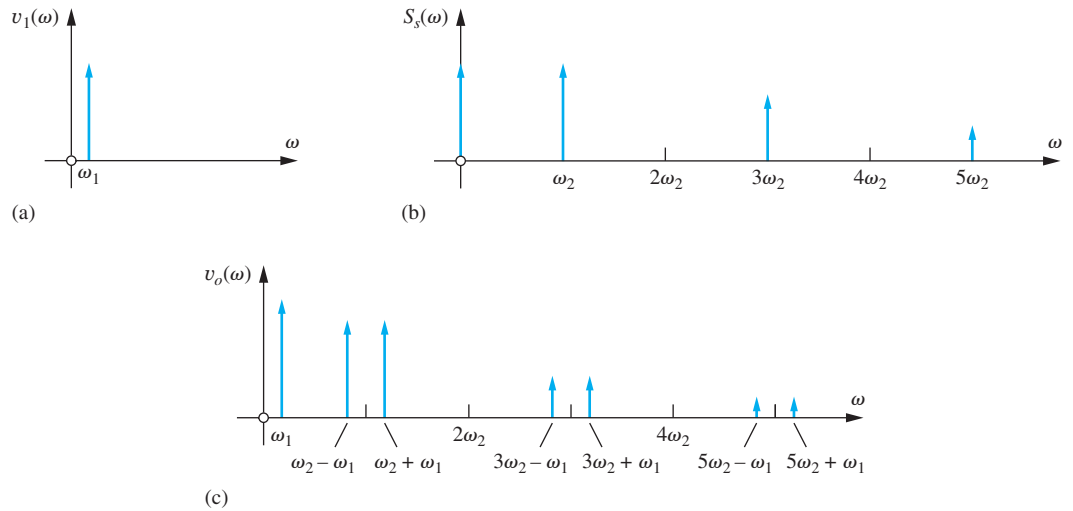 v₁(ω)
ω
ω₁
(a)
Sₛ(ω)
ω
ω₂
2ω₂
3ω₂
4ω₂
5ω₂
(b)
vₒ(ω)
ω
ω₁
2ω₂
4ω₂
ω₂ − ω₁
ω₂ + ω₁
3ω₂ − ω₁
3ω₂ + ω₁
5ω₂ − ω₁
5ω₂ + ω₁
(c)